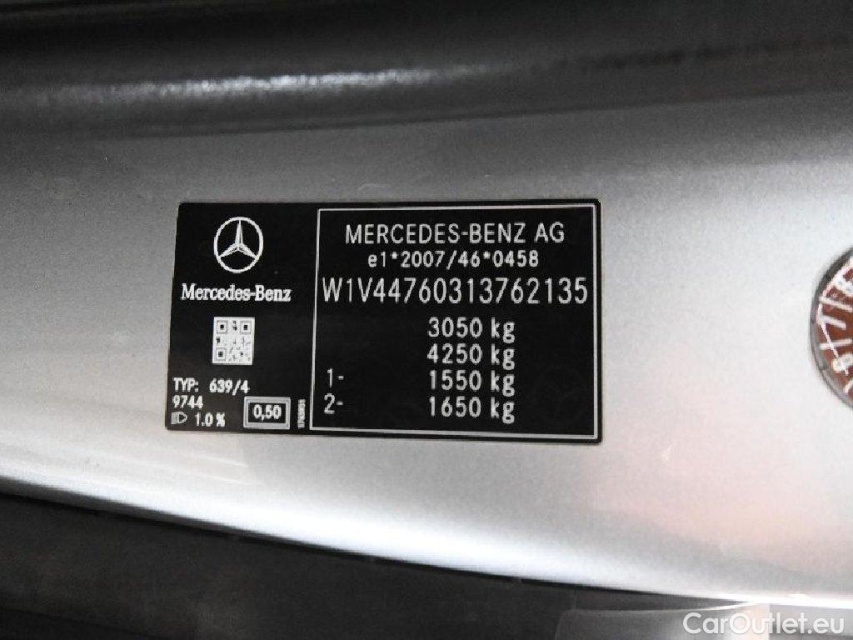 Mercedes-Benz
TYP: 639/4
9744
1.0%
0,50
MERCEDES-BENZ AG
e1*2007/46*0458
W1V44760313762135
3050 kg
4250 kg
1- 1550 kg
2- 1650 kg
CarOutlet.eu